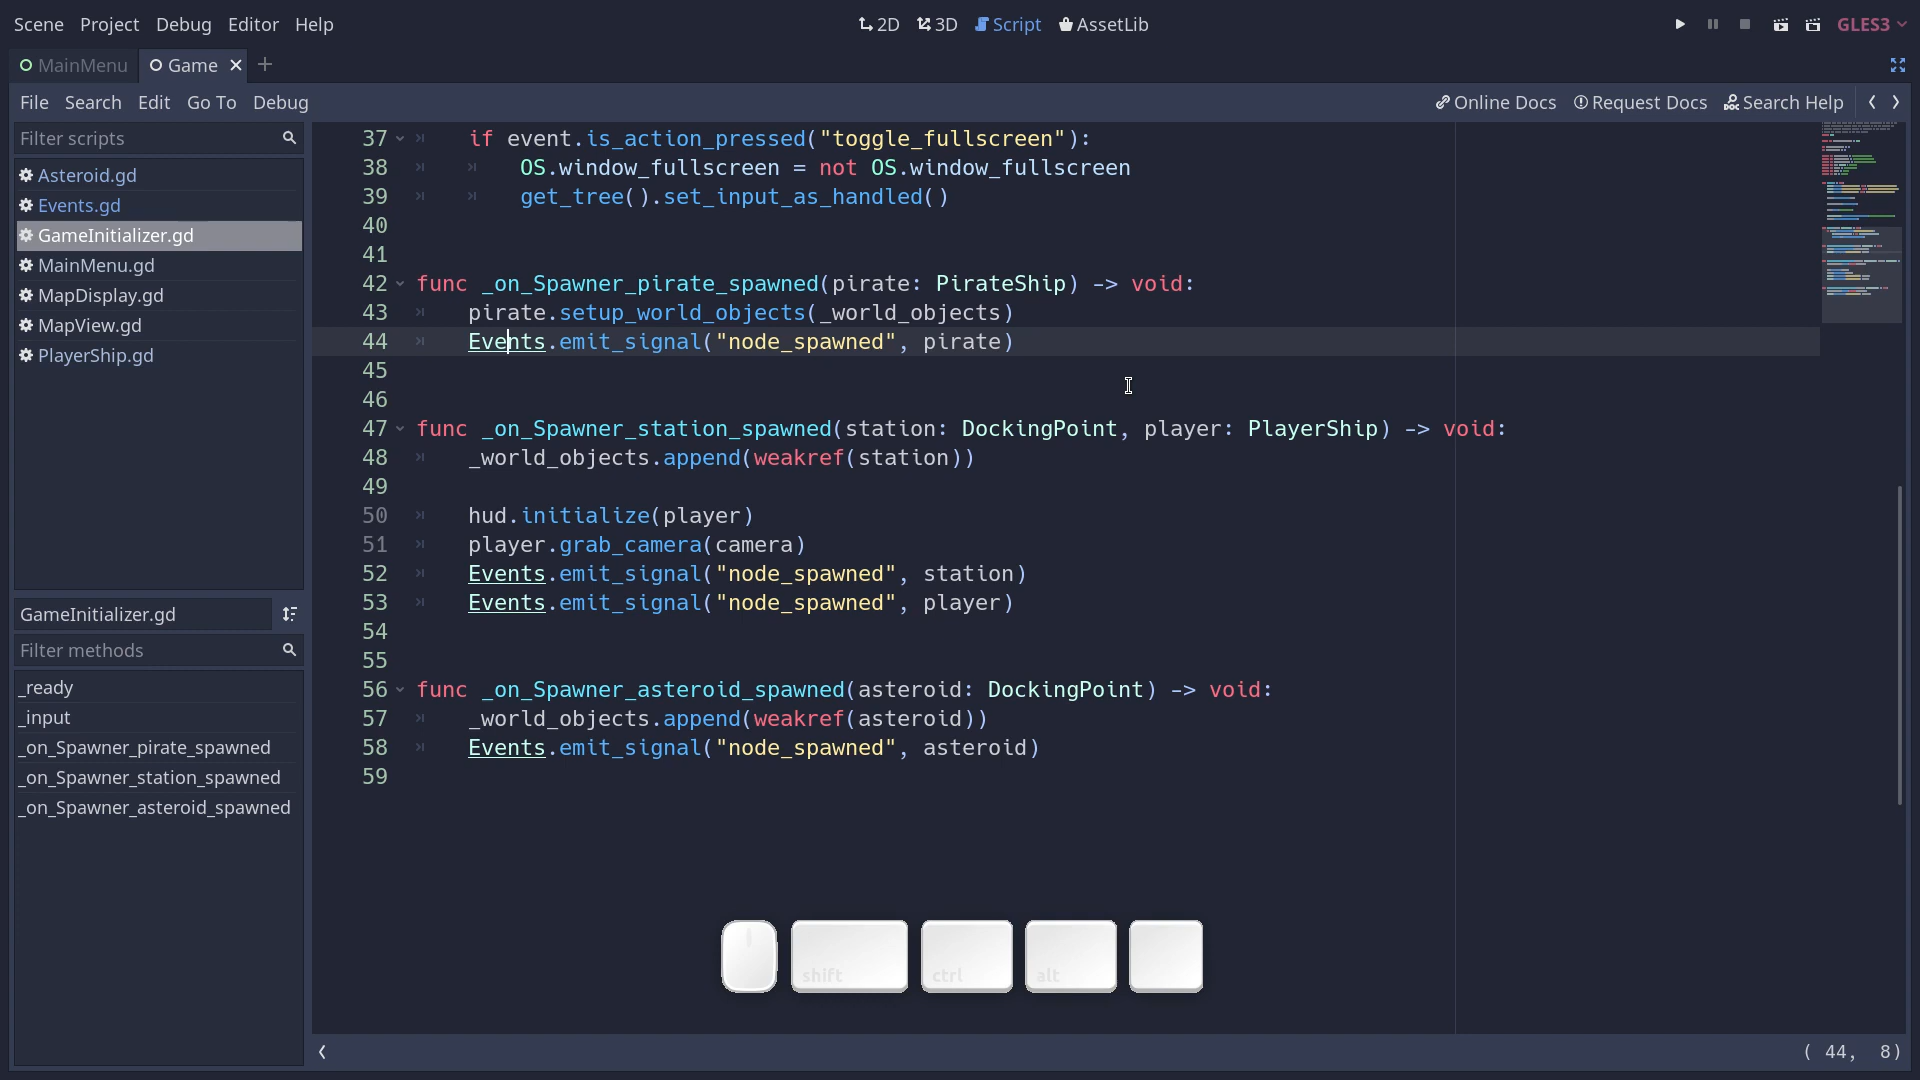 Scene Project Debug Editor Help 2D 3D Script AssetLib GLES3
MainMenu Game
File Search Edit Go To Debug Online Docs Request Docs Search Help
Filter scripts
Asteroid.gd
Events.gd
GameInitializer.gd
MainMenu.gd
MapDisplay.gd
MapView.gd
PlayerShip.gd
GameInitializer.gd
Filter methods
_ready
_input
_on_Spawner_pirate_spawned
_on_Spawner_station_spawned
_on_Spawner_asteroid_spawned
37 if event.is_action_pressed("toggle_fullscreen"):
38 OS.window_fullscreen = not OS.window_fullscreen
39 get_tree().set_input_as_handled()
40
41
42 func _on_Spawner_pirate_spawned(pirate: PirateShip) -> void:
43 pirate.setup_world_objects(_world_objects)
44 Events.emit_signal("node_spawned", pirate)
45
46
47 func _on_Spawner_station_spawned(station: DockingPoint, player: PlayerShip) -> void:
48 _world_objects.append(weakref(station))
49
50 hud.initialize(player)
51 player.grab_camera(camera)
52 Events.emit_signal("node_spawned", station)
53 Events.emit_signal("node_spawned", player)
54
55
56 func _on_Spawner_asteroid_spawned(asteroid: DockingPoint) -> void:
57 _world_objects.append(weakref(asteroid))
58 Events.emit_signal("node_spawned", asteroid)
59
shift ctrl alt
( 44, 8)